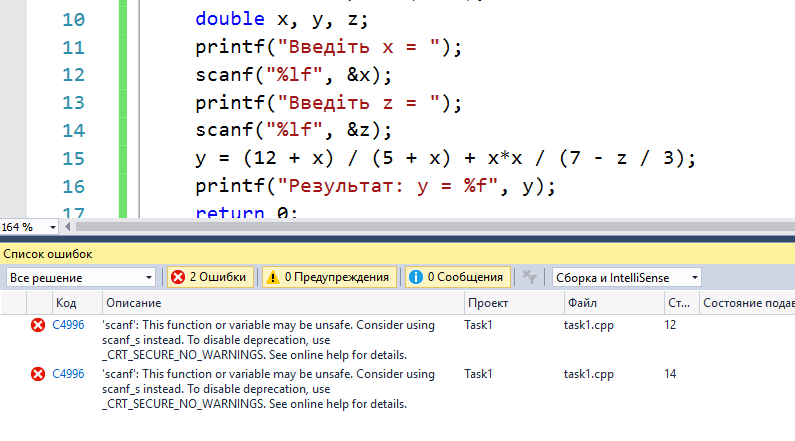 10 double x, y, z;
11 printf("Введіть x = ");
12 scanf("%lf", &x);
13 printf("Введіть z = ");
14 scanf("%lf", &z);
15 y = (12 + x) / (5 + x) + x*x / (7 - z / 3);
16 printf("Результат: y = %f", y);
17 return 0;
164 %
Список ошибок
Все решение 2 Ошибки 0 Предупреждения 0 Сообщения Сборка и IntelliSense
Код Описание Проект Файл Ст... Состояние подав
C4996 'scanf': This function or variable may be unsafe. Consider using Task1 task1.cpp 12
scanf_s instead. To disable deprecation, use
_CRT_SECURE_NO_WARNINGS. See online help for details.
C4996 'scanf': This function or variable may be unsafe. Consider using Task1 task1.cpp 14
scanf_s instead. To disable deprecation, use
_CRT_SECURE_NO_WARNINGS. See online help for details.